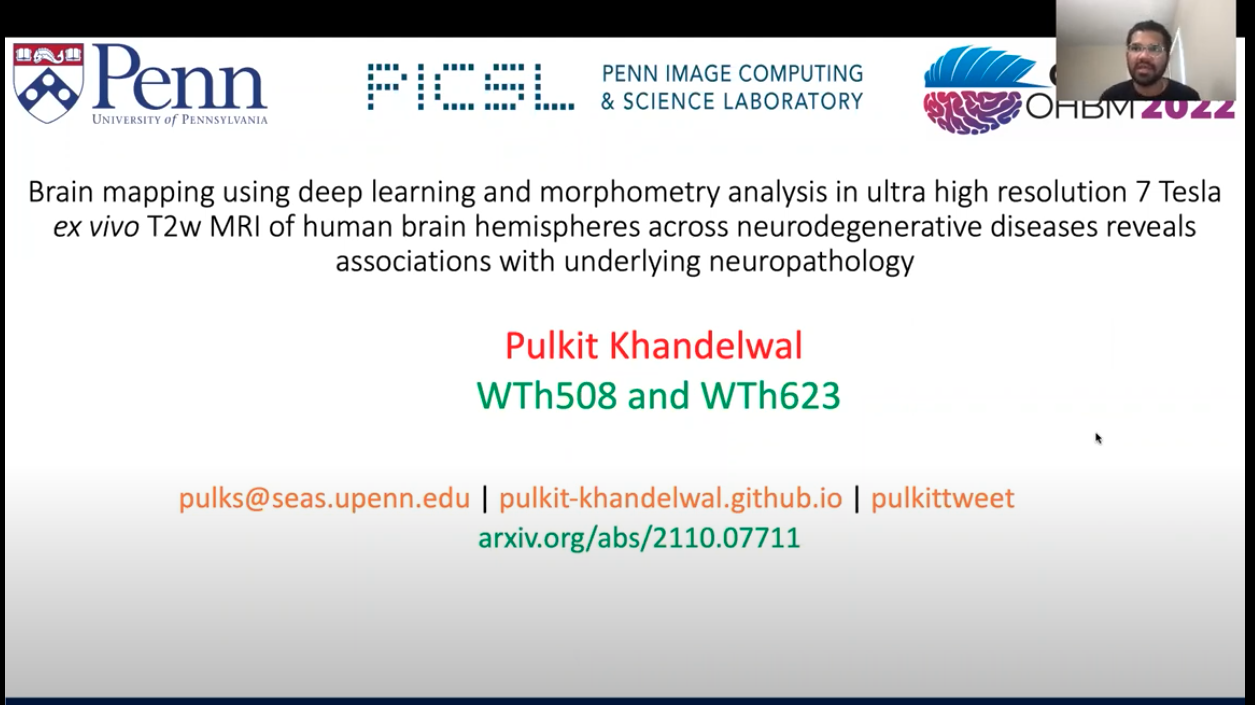 Penn
UNIVERSITY of PENNSYLVANIA
PICSL
PENN IMAGE COMPUTING
& SCIENCE LABORATORY
OHBM 2022
Brain mapping using deep learning and morphometry analysis in ultra high resolution 7 Tesla
ex vivo T2w MRI of human brain hemispheres across neurodegenerative diseases reveals
associations with underlying neuropathology
Pulkit Khandelwal
WTh508 and WTh623
pulks@seas.upenn.edu | pulkit-khandelwal.github.io | pulkittweet
arxiv.org/abs/2110.07711